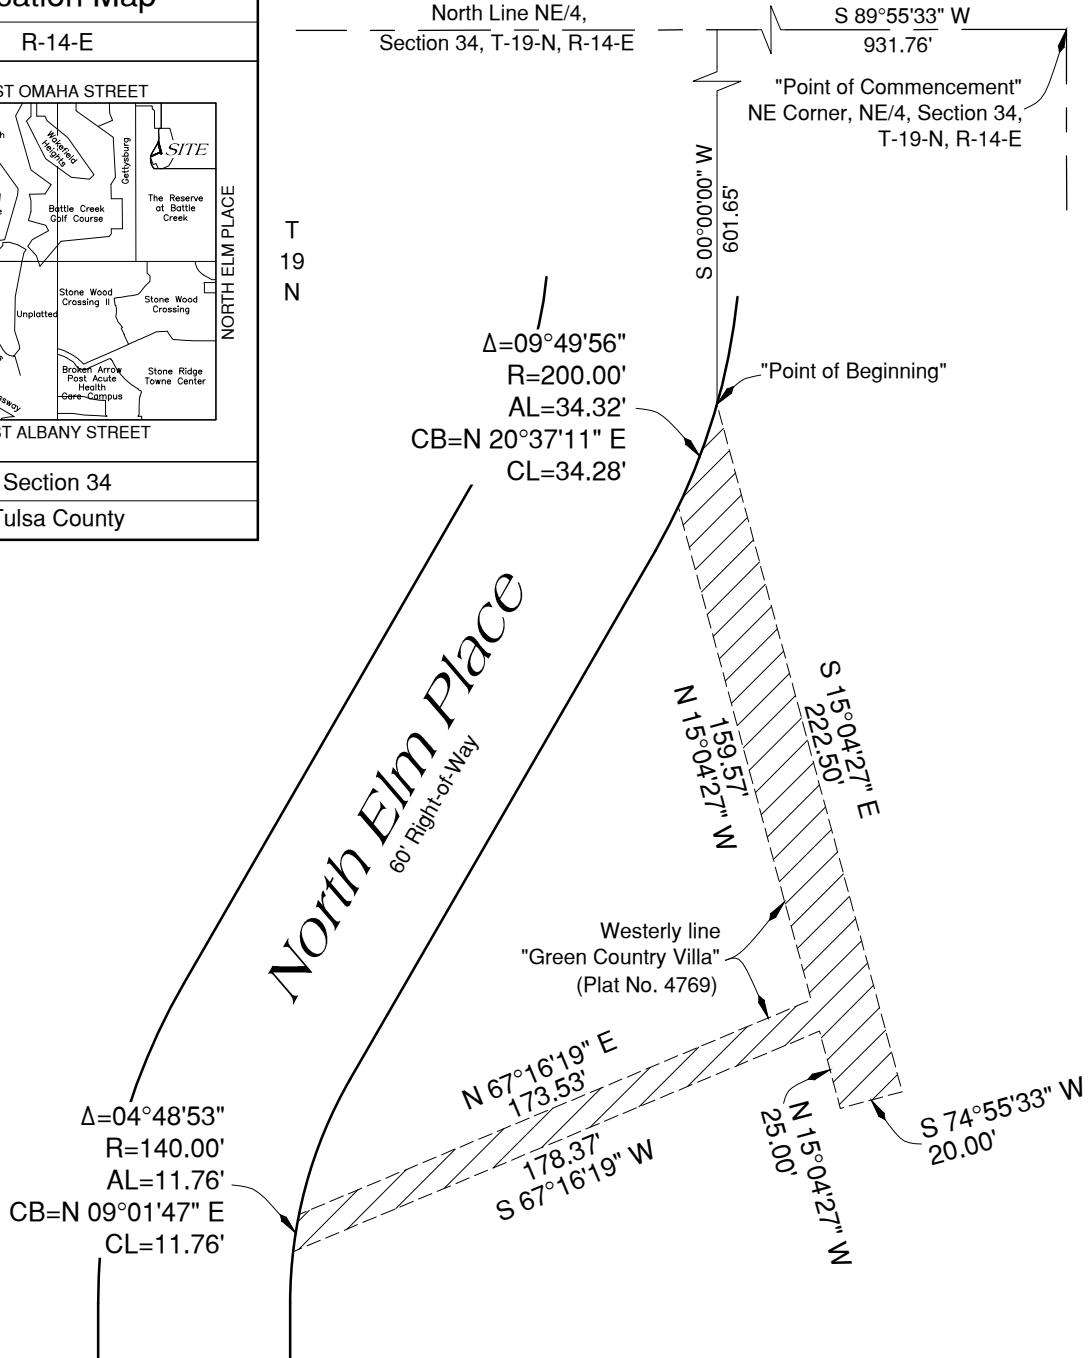 R-14-E
OMAHA STREET
Wakefield
Heights
Gettysburg
SITE
Battle Creek
Golf Course
The Reserve
at Battle
Creek
NORTH ELM PLACE
Unplatted
Stone Wood
Crossing II
Stone Wood
Crossing
Broken Arrow
Post Acute
Health
Care Campus
Stone Ridge
Towne Center
ALBANY STREET
Section 34
Tulsa County
T
19
N
North Line NE/4,
Section 34, T-19-N, R-14-E
S 89°55'33" W
931.76'
"Point of Commencement"
NE Corner, NE/4, Section 34,
T-19-N, R-14-E
S 00°00'00" W
601.65'
"Point of Beginning"
Δ=09°49'56"
R=200.00'
AL=34.32'
CB=N 20°37'11" E
CL=34.28'
North Elm Place
60' Right-of-Way
S 15°04'27" E
222.50'
159.57'
N 15°04'27" W
Westerly line
"Green Country Villa"
(Plat No. 4769)
N 67°16'19" E
173.53'
178.37'
S 67°16'19" W
N 15°04'27" W
25.00'
S 74°55'33" W
20.00'
Δ=04°48'53"
R=140.00'
AL=11.76'
CB=N 09°01'47" E
CL=11.76'